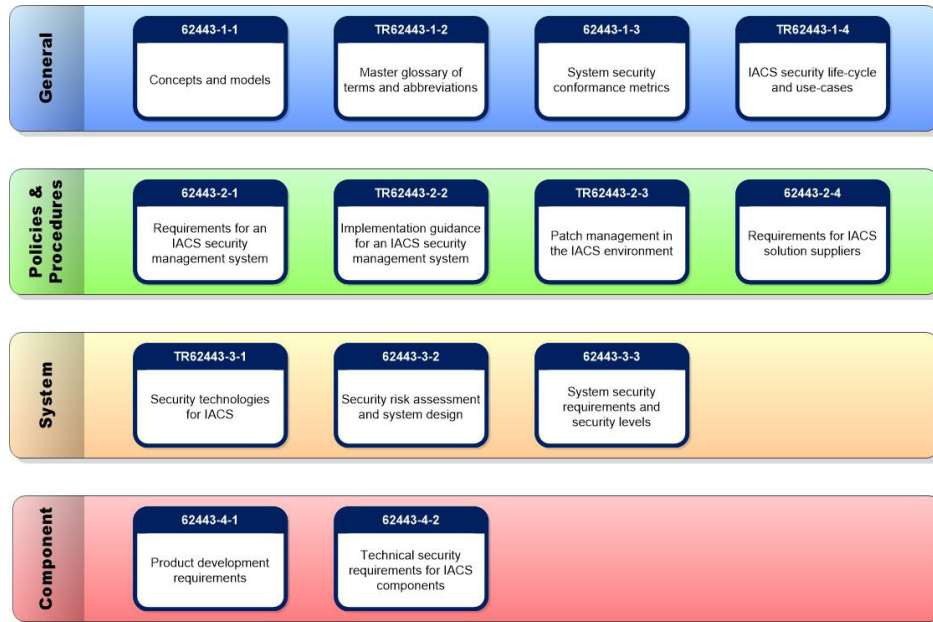 General
62443-1-1
Concepts and models
TR62443-1-2
Master glossary of
terms and abbreviations
62443-1-3
System security
conformance metrics
TR62443-1-4
IACS security life-cycle
and use-cases
Policies &
Procedures
62443-2-1
Requirements for an
IACS security
management system
TR62443-2-2
Implementation guidance
for an IACS security
management system
TR62443-2-3
Patch management in
the IACS environment
62443-2-4
Requirements for IACS
solution suppliers
System
TR62443-3-1
Security technologies
for IACS
62443-3-2
Security risk assessment
and system design
62443-3-3
System security
requirements and
security levels
Component
62443-4-1
Product development
requirements
62443-4-2
Technical security
requirements for IACS
components